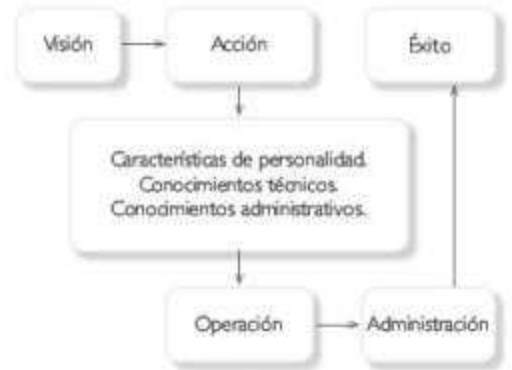 Visión
Acción
Éxito
Características de personalidad.
Conocimientos técnicos.
Conocimientos administrativos.
Operación
Administración